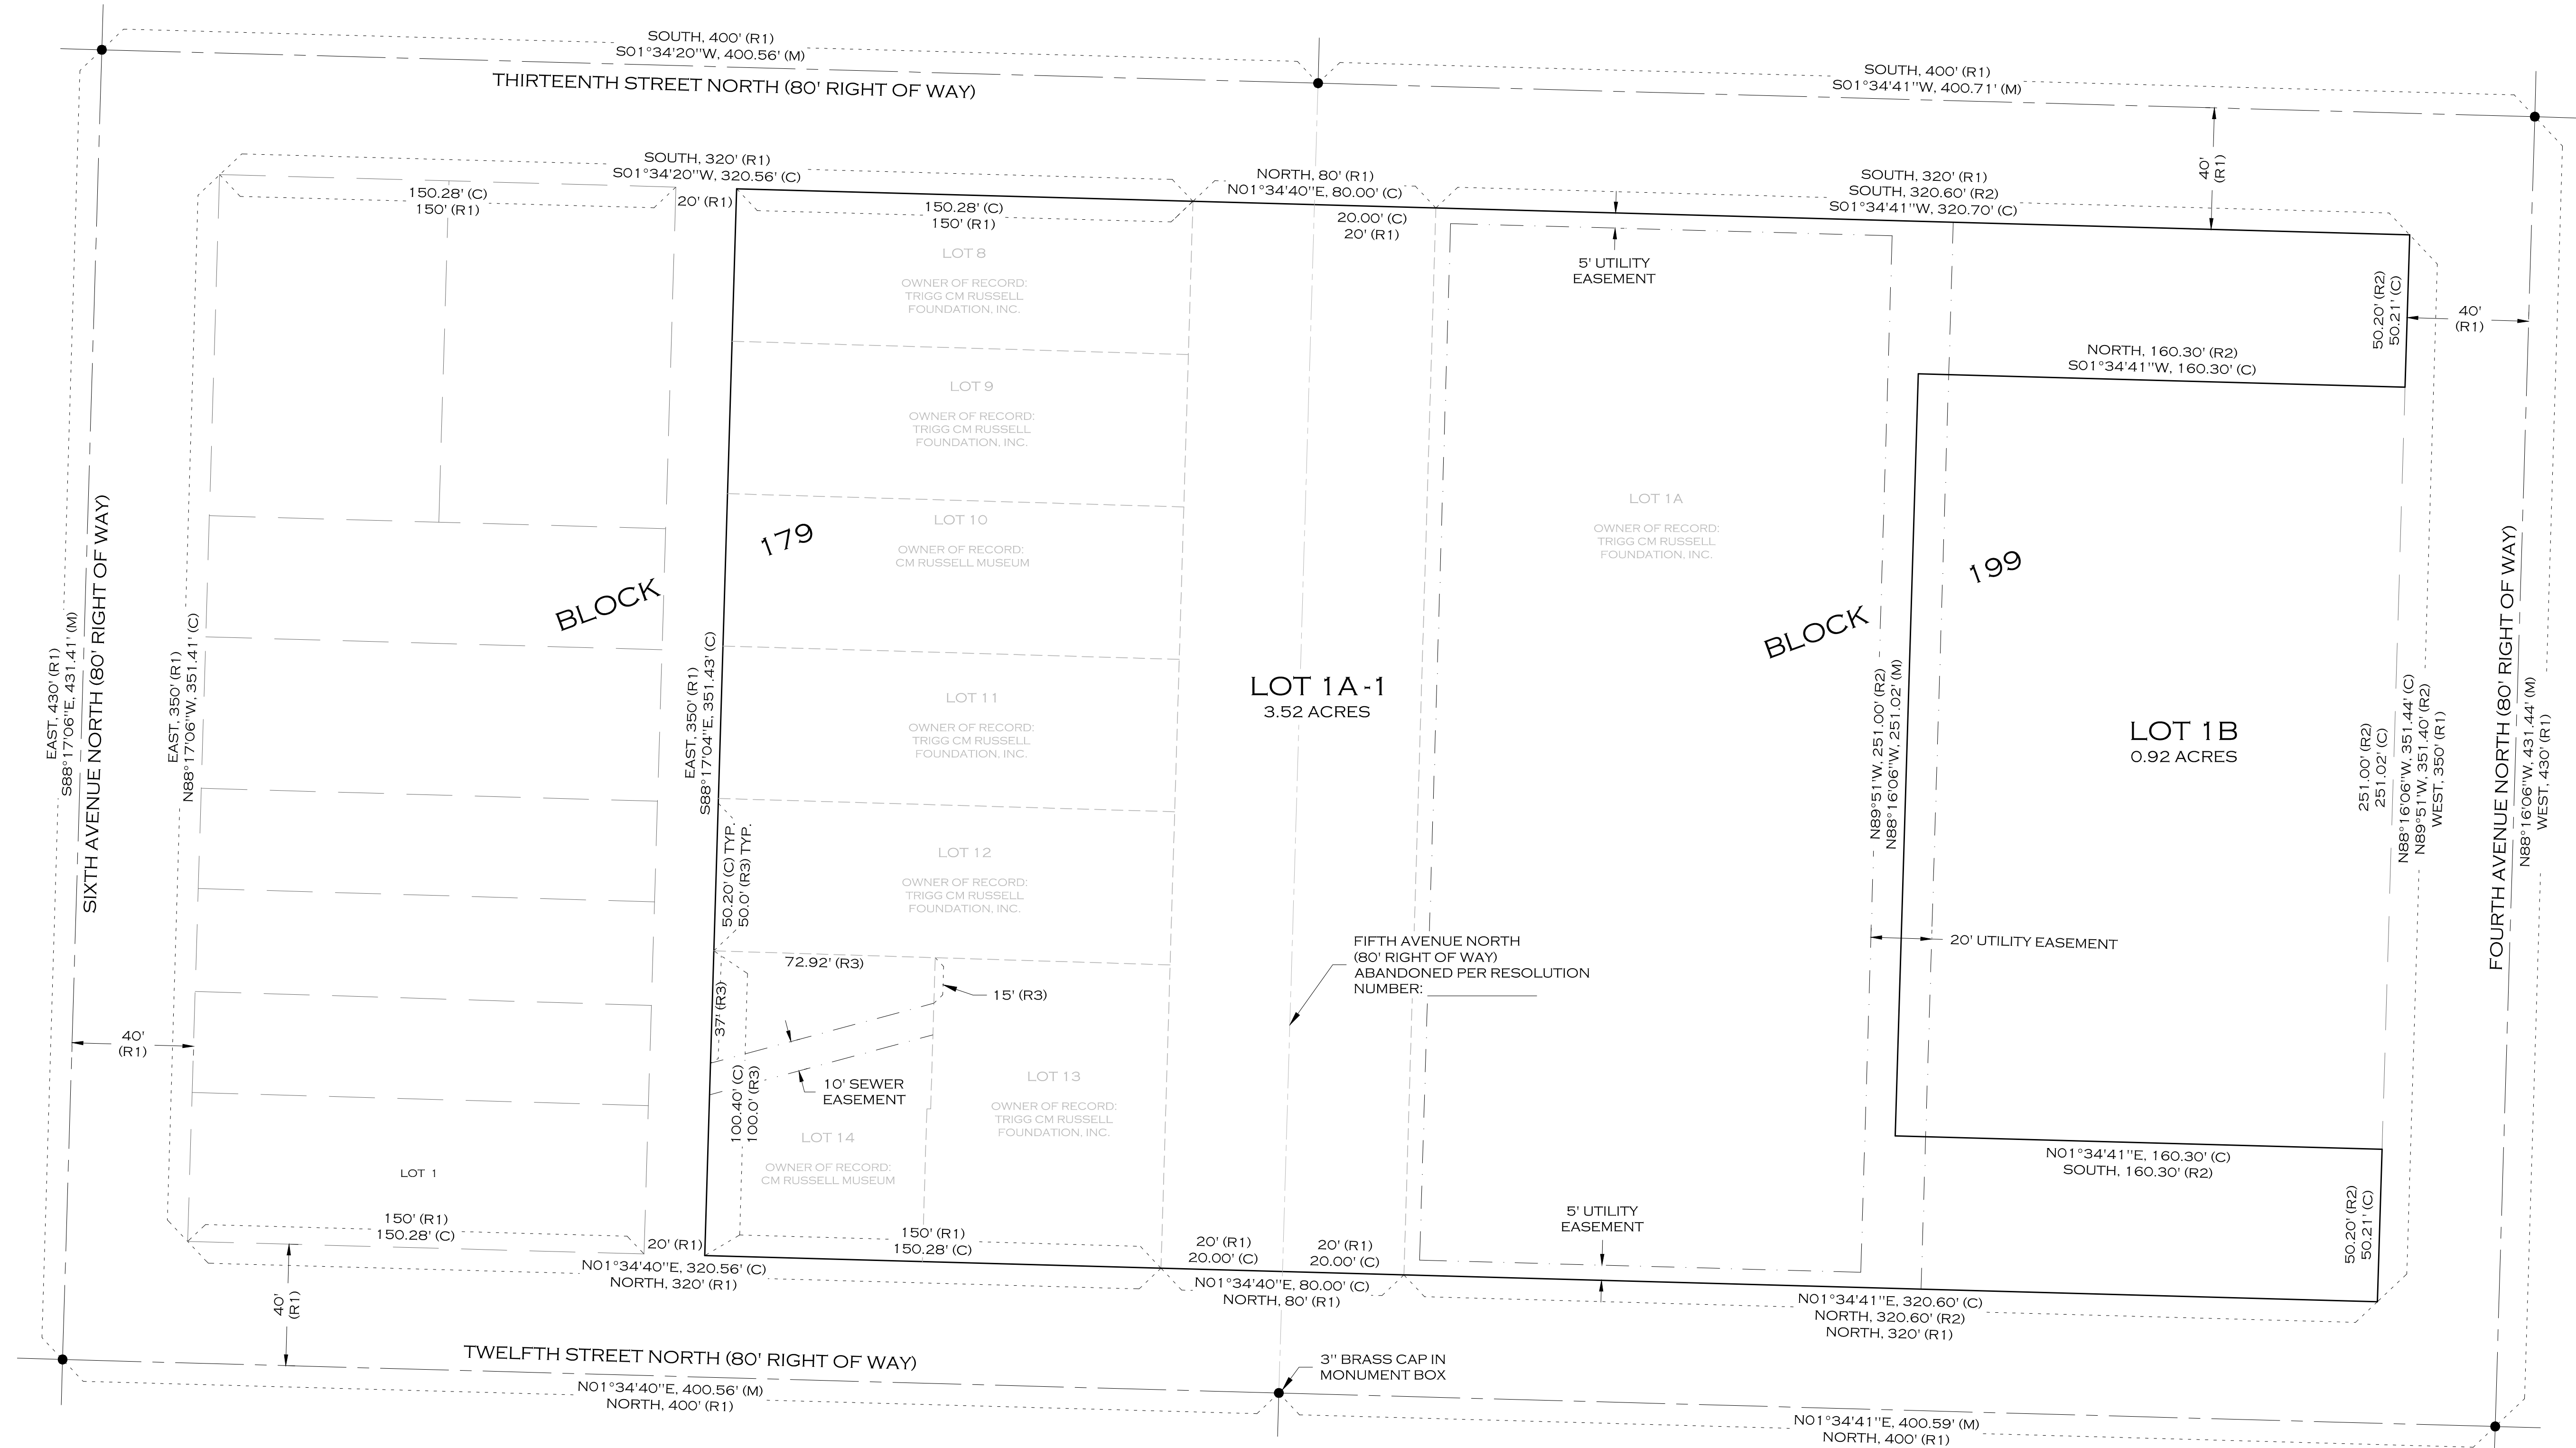 SOUTH, 400' (R1)
S01°34'20"W, 400.56' (M)
THIRTEENTH STREET NORTH (80' RIGHT OF WAY)
SOUTH, 400' (R1)
S01°34'41"W, 400.71' (M)
40'
(R1)
SOUTH, 320' (R1)
S01°34'20"W, 320.56' (C)
150.28' (C)
150' (R1)
20' (R1)
150.28' (C)
150' (R1)
NORTH, 80' (R1)
N01°34'40"E, 80.00' (C)
20.00' (C)
20' (R1)
SOUTH, 320' (R1)
SOUTH, 320.60' (R2)
S01°34'41"W, 320.70' (C)
5' UTILITY
EASEMENT
50.20' (R2)
50.21' (C)
40'
(R1)
NORTH, 160.30' (R2)
S01°34'41"W, 160.30' (C)
LOT 8
OWNER OF RECORD:
TRIGG CM RUSSELL
FOUNDATION, INC.
LOT 9
OWNER OF RECORD:
TRIGG CM RUSSELL
FOUNDATION, INC.
LOT 10
OWNER OF RECORD:
CM RUSSELL MUSEUM
LOT 11
OWNER OF RECORD:
TRIGG CM RUSSELL
FOUNDATION, INC.
LOT 12
OWNER OF RECORD:
TRIGG CM RUSSELL
FOUNDATION, INC.
LOT 1A
OWNER OF RECORD:
TRIGG CM RUSSELL
FOUNDATION, INC.
BLOCK
179
BLOCK
199
LOT 1A-1
3.52 ACRES
LOT 1B
0.92 ACRES
EAST, 430' (R1)
S88°17'06"E, 431.41' (M)
SIXTH AVENUE NORTH (80' RIGHT OF WAY)
EAST, 350' (R1)
N88°17'06"W, 351.41' (C)
EAST, 350' (R1)
S88°17'04"E, 351.43' (C)
50.20' (C) TYP.
50.0' (R3) TYP.
N89°51'W, 251.00' (R2)
N88°16'06"W, 251.02' (M)
251.00' (R2)
251.02' (C)
N88°16'06"W, 351.44' (C)
N89°51'W, 351.40' (R2)
WEST, 350' (R1)
FOURTH AVENUE NORTH (80' RIGHT OF WAY)
N88°16'06"W, 431.44' (M)
WEST, 430' (R1)
FIFTH AVENUE NORTH
(80' RIGHT OF WAY)
ABANDONED PER RESOLUTION
NUMBER:
20' UTILITY EASEMENT
72.92' (R3)
15' (R3)
37' (R3)
100.40' (C)
100.0' (R3)
10' SEWER
EASEMENT
LOT 13
OWNER OF RECORD:
TRIGG CM RUSSELL
FOUNDATION, INC.
LOT 14
OWNER OF RECORD:
CM RUSSELL MUSEUM
40'
(R1)
LOT 1
150' (R1)
150.28' (C)
20' (R1)
150' (R1)
150.28' (C)
20' (R1)
20.00' (C)
20' (R1)
20.00' (C)
5' UTILITY
EASEMENT
N01°34'41"E, 160.30' (C)
SOUTH, 160.30' (R2)
50.20' (R2)
50.21' (C)
N01°34'40"E, 320.56' (C)
NORTH, 320' (R1)
N01°34'40"E, 80.00' (C)
NORTH, 80' (R1)
N01°34'41"E, 320.60' (C)
NORTH, 320.60' (R2)
NORTH, 320' (R1)
40'
(R1)
TWELFTH STREET NORTH (80' RIGHT OF WAY)
3" BRASS CAP IN
MONUMENT BOX
N01°34'40"E, 400.56' (M)
NORTH, 400' (R1)
N01°34'41"E, 400.59' (M)
NORTH, 400' (R1)